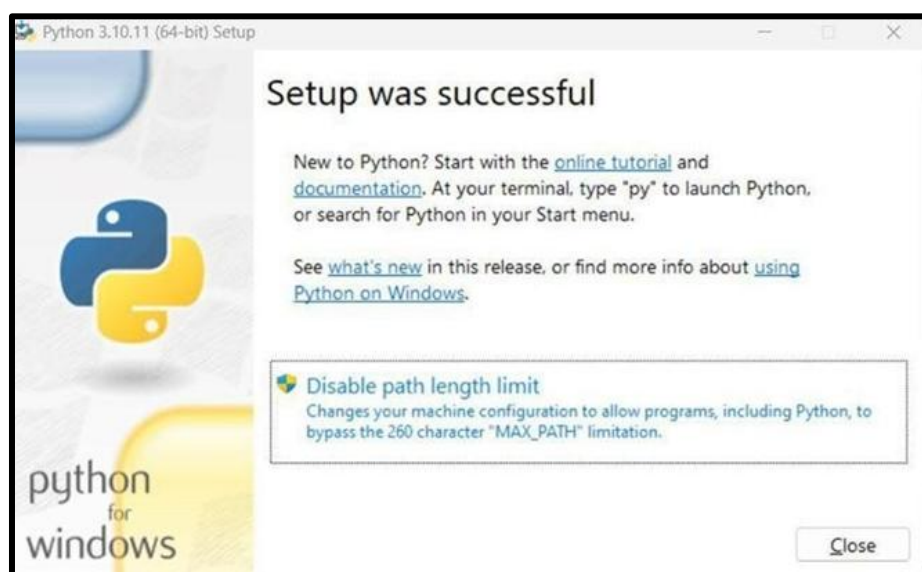 Python 3.10.11 (64-bit) Setup
Setup was successful
New to Python? Start with the online tutorial and
documentation. At your terminal, type "py" to launch Python,
or search for Python in your Start menu.
See what's new in this release, or find more info about using
Python on Windows.
Disable path length limit
Changes your machine configuration to allow programs, including Python, to
bypass the 260 character "MAX_PATH" limitation.
python
for
windows
Close